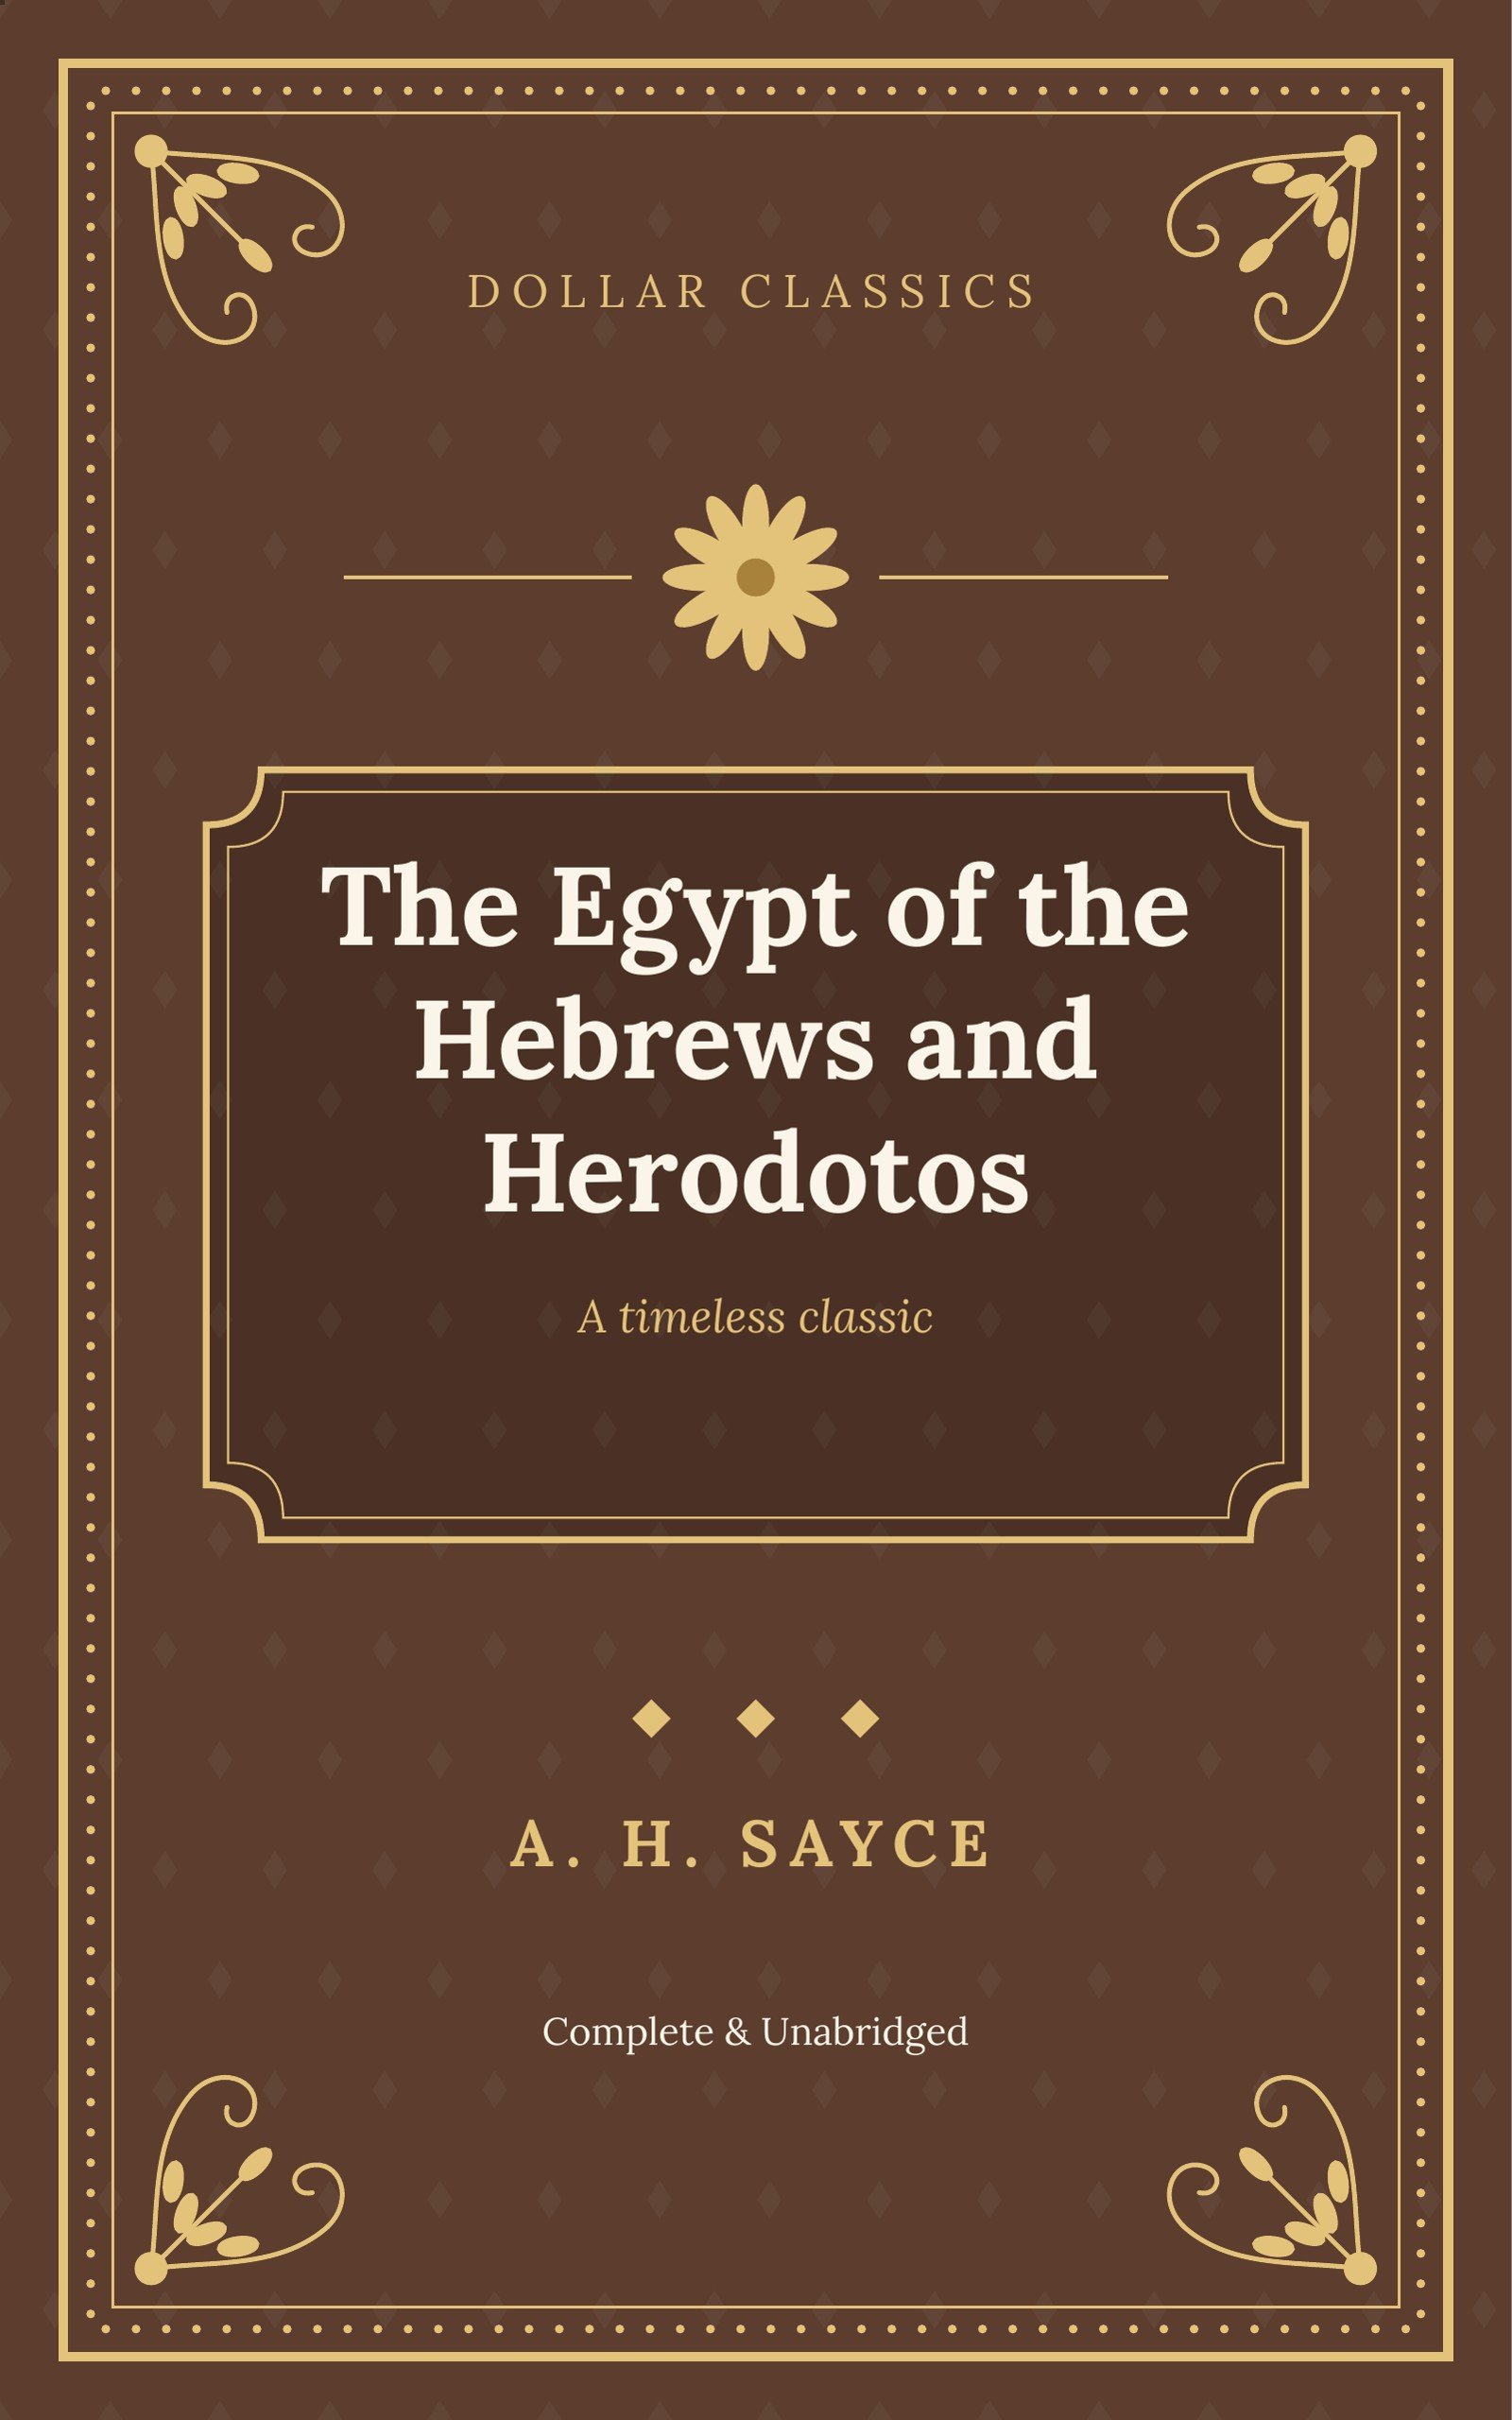 DOLLAR CLASSICS
The Egypt of the
Hebrews and
Herodotos
A timeless classic
A. H. SAYCE
Complete & Unabridged